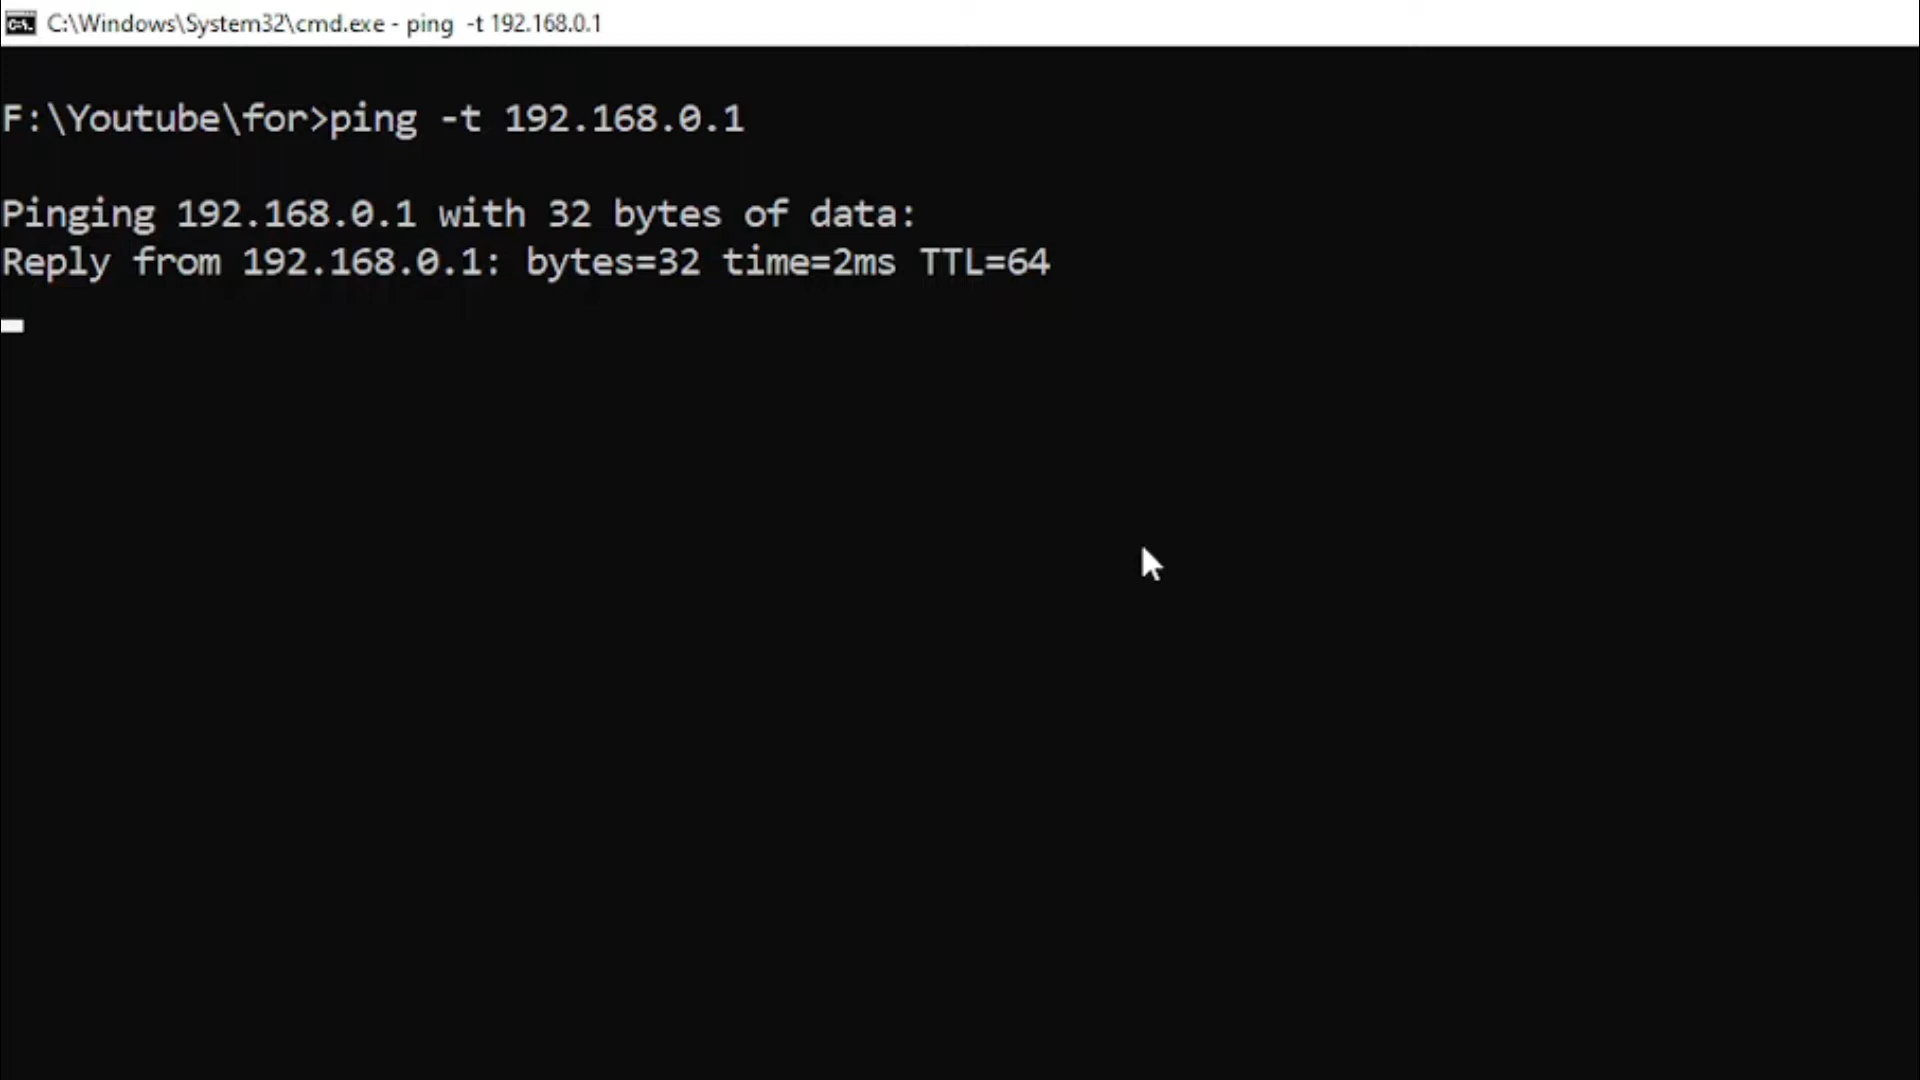 C:\Windows\System32\cmd.exe - ping  -t 192.168.0.1
F:\Youtube\for>ping -t 192.168.0.1
Pinging 192.168.0.1 with 32 bytes of data:
Reply from 192.168.0.1: bytes=32 time=2ms TTL=64